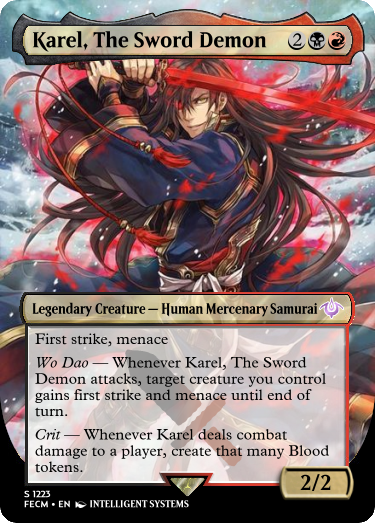 Karel, The Sword Demon 2
Legendary Creature — Human Mercenary Samurai
First strike, menace
Wo Dao — Whenever Karel, The Sword
Demon attacks, target creature you control
gains first strike and menace until end of
turn.
Crit — Whenever Karel deals combat
damage to a player, create that many Blood
tokens.
2/2
S 1223
FECM • EN INTELLIGENT SYSTEMS